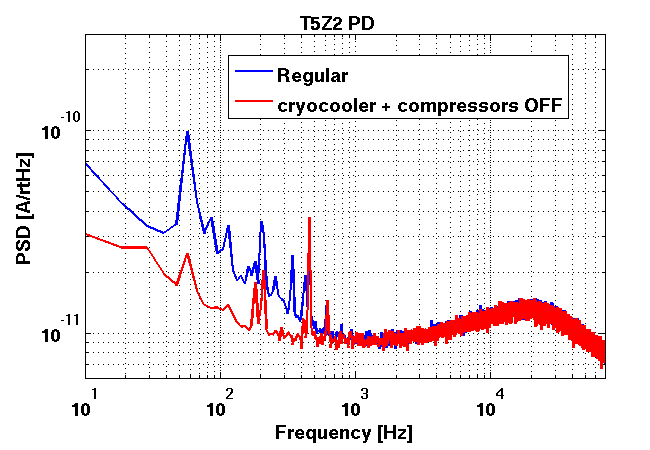 T5Z2 PD
Regular
cryocooler + compressors OFF
PSD [A/rtHz]
10^-10
10^-11
10^1 10^2 10^3 10^4
Frequency [Hz]